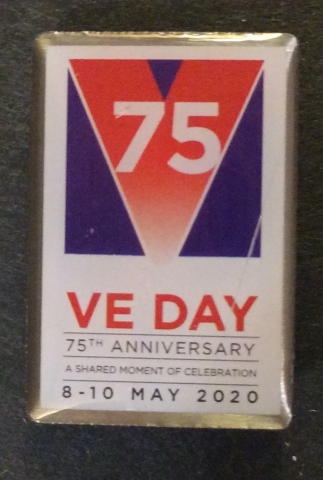 75
VE DAY
75TH ANNIVERSARY
A SHARED MOMENT OF CELEBRATION
8-10 MAY 2020